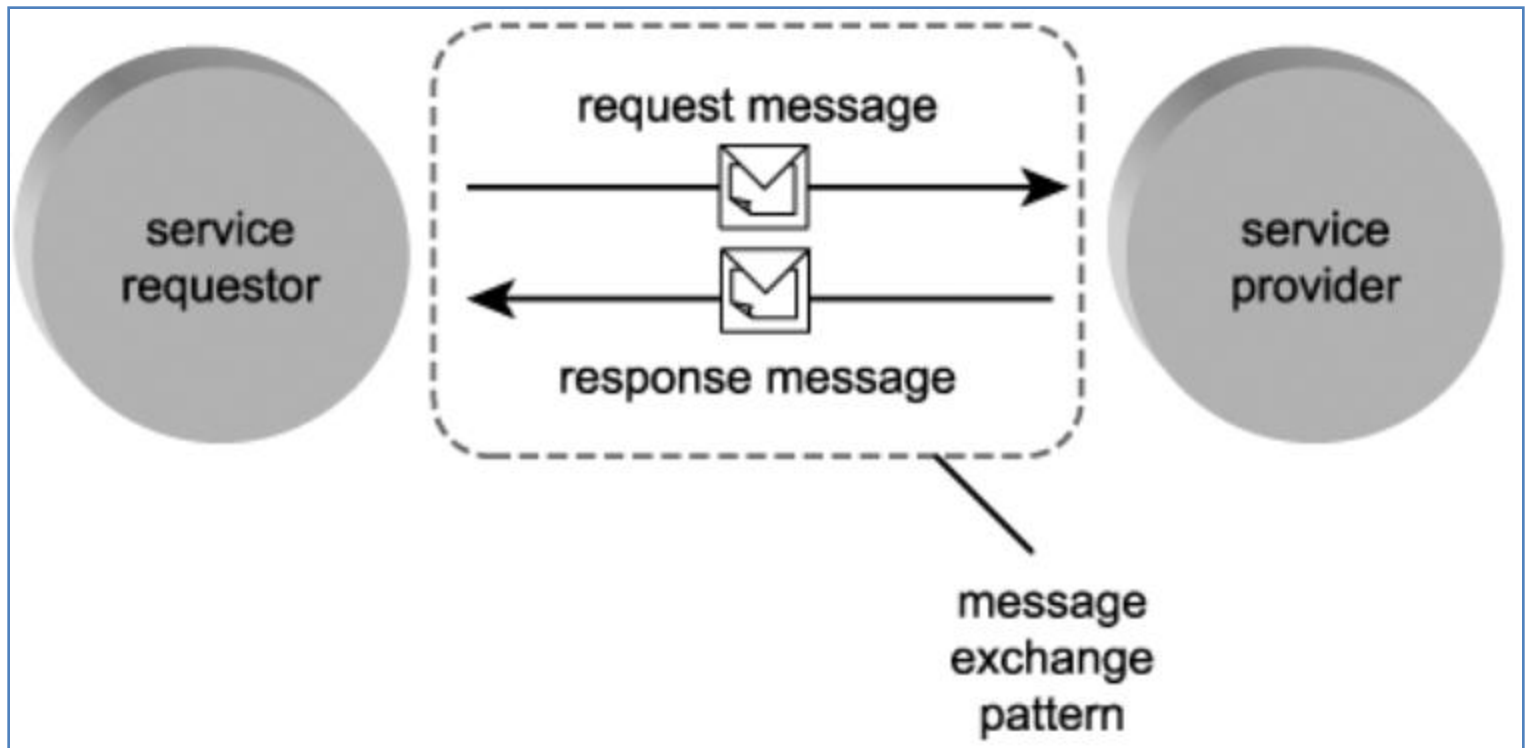 request message
service
requestor
service
provider
response message
message
exchange
pattern